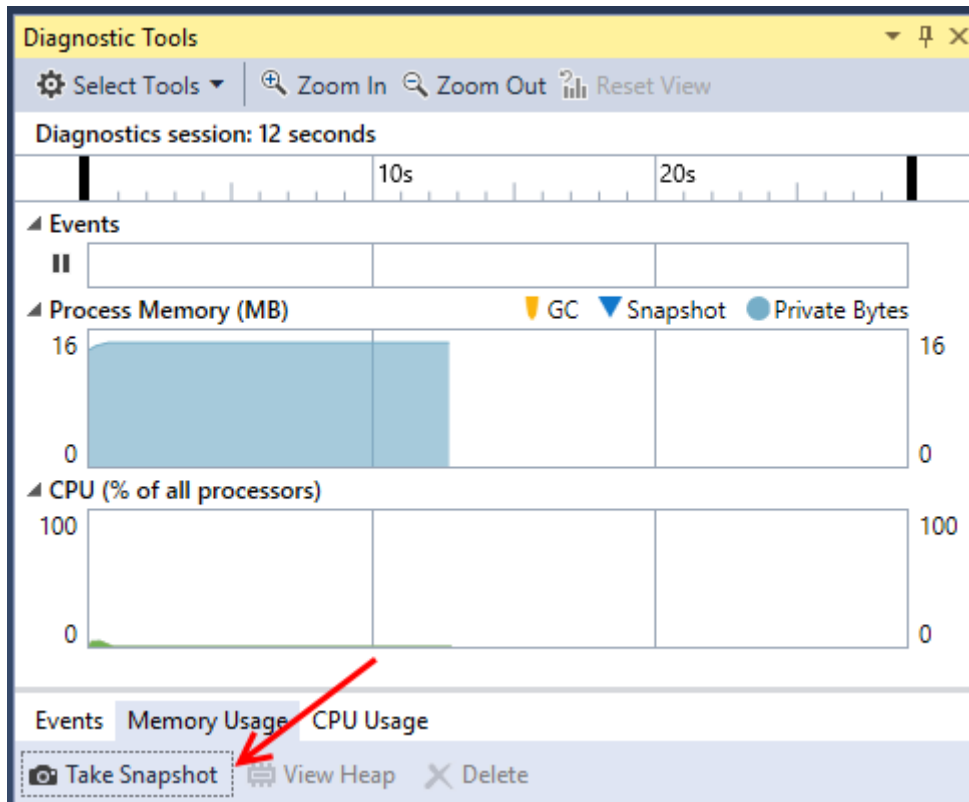 Diagnostic Tools
Select Tools Zoom In Zoom Out Reset View
Diagnostics session: 12 seconds
10s 20s
Events
Process Memory (MB) GC Snapshot Private Bytes
16 16
0 0
CPU (% of all processors)
100 100
0 0
Events Memory Usage CPU Usage
Take Snapshot View Heap Delete